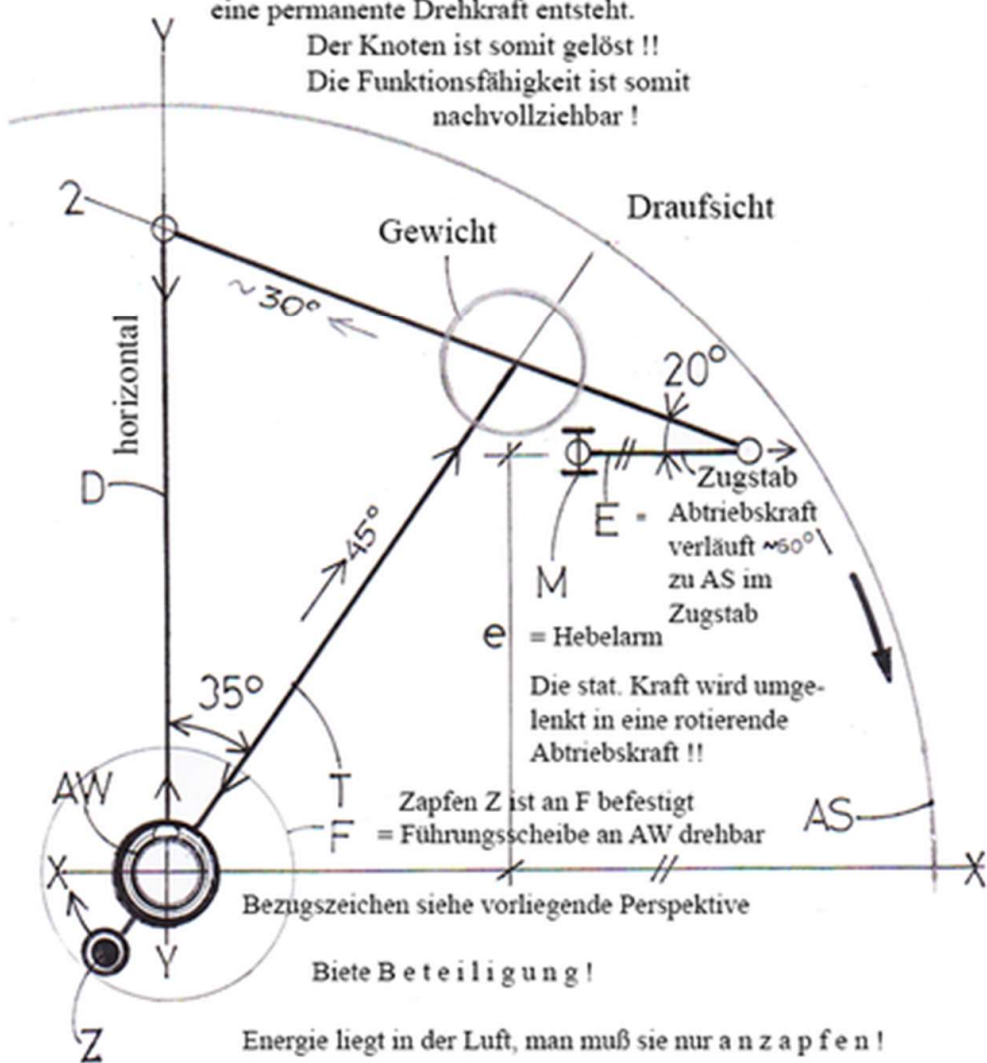 eine permanente Drehkraft entsteht.
Der Knoten ist somit gelöst !!
Die Funktionsfähigkeit ist somit
nachvollziehbar !
Y
2
Gewicht
Draufsicht
~30°
20°
horizontal
D
Zugstab
E = Abtriebskraft
verläuft ~60°
zu AS im
Zugstab
M
45°
e = Hebelarm
35°
Die stat. Kraft wird umge-
lenkt in eine rotierende
Abtriebskraft !!
AW
T
Zapfen Z ist an F befestigt
F = Führungsscheibe an AW drehbar
AS
X
X
Bezugszeichen siehe vorliegende Perspektive
Y
Biete B e t e i l i g u n g !
Z
Energie liegt in der Luft, man muß sie nur a n z a p f e n !